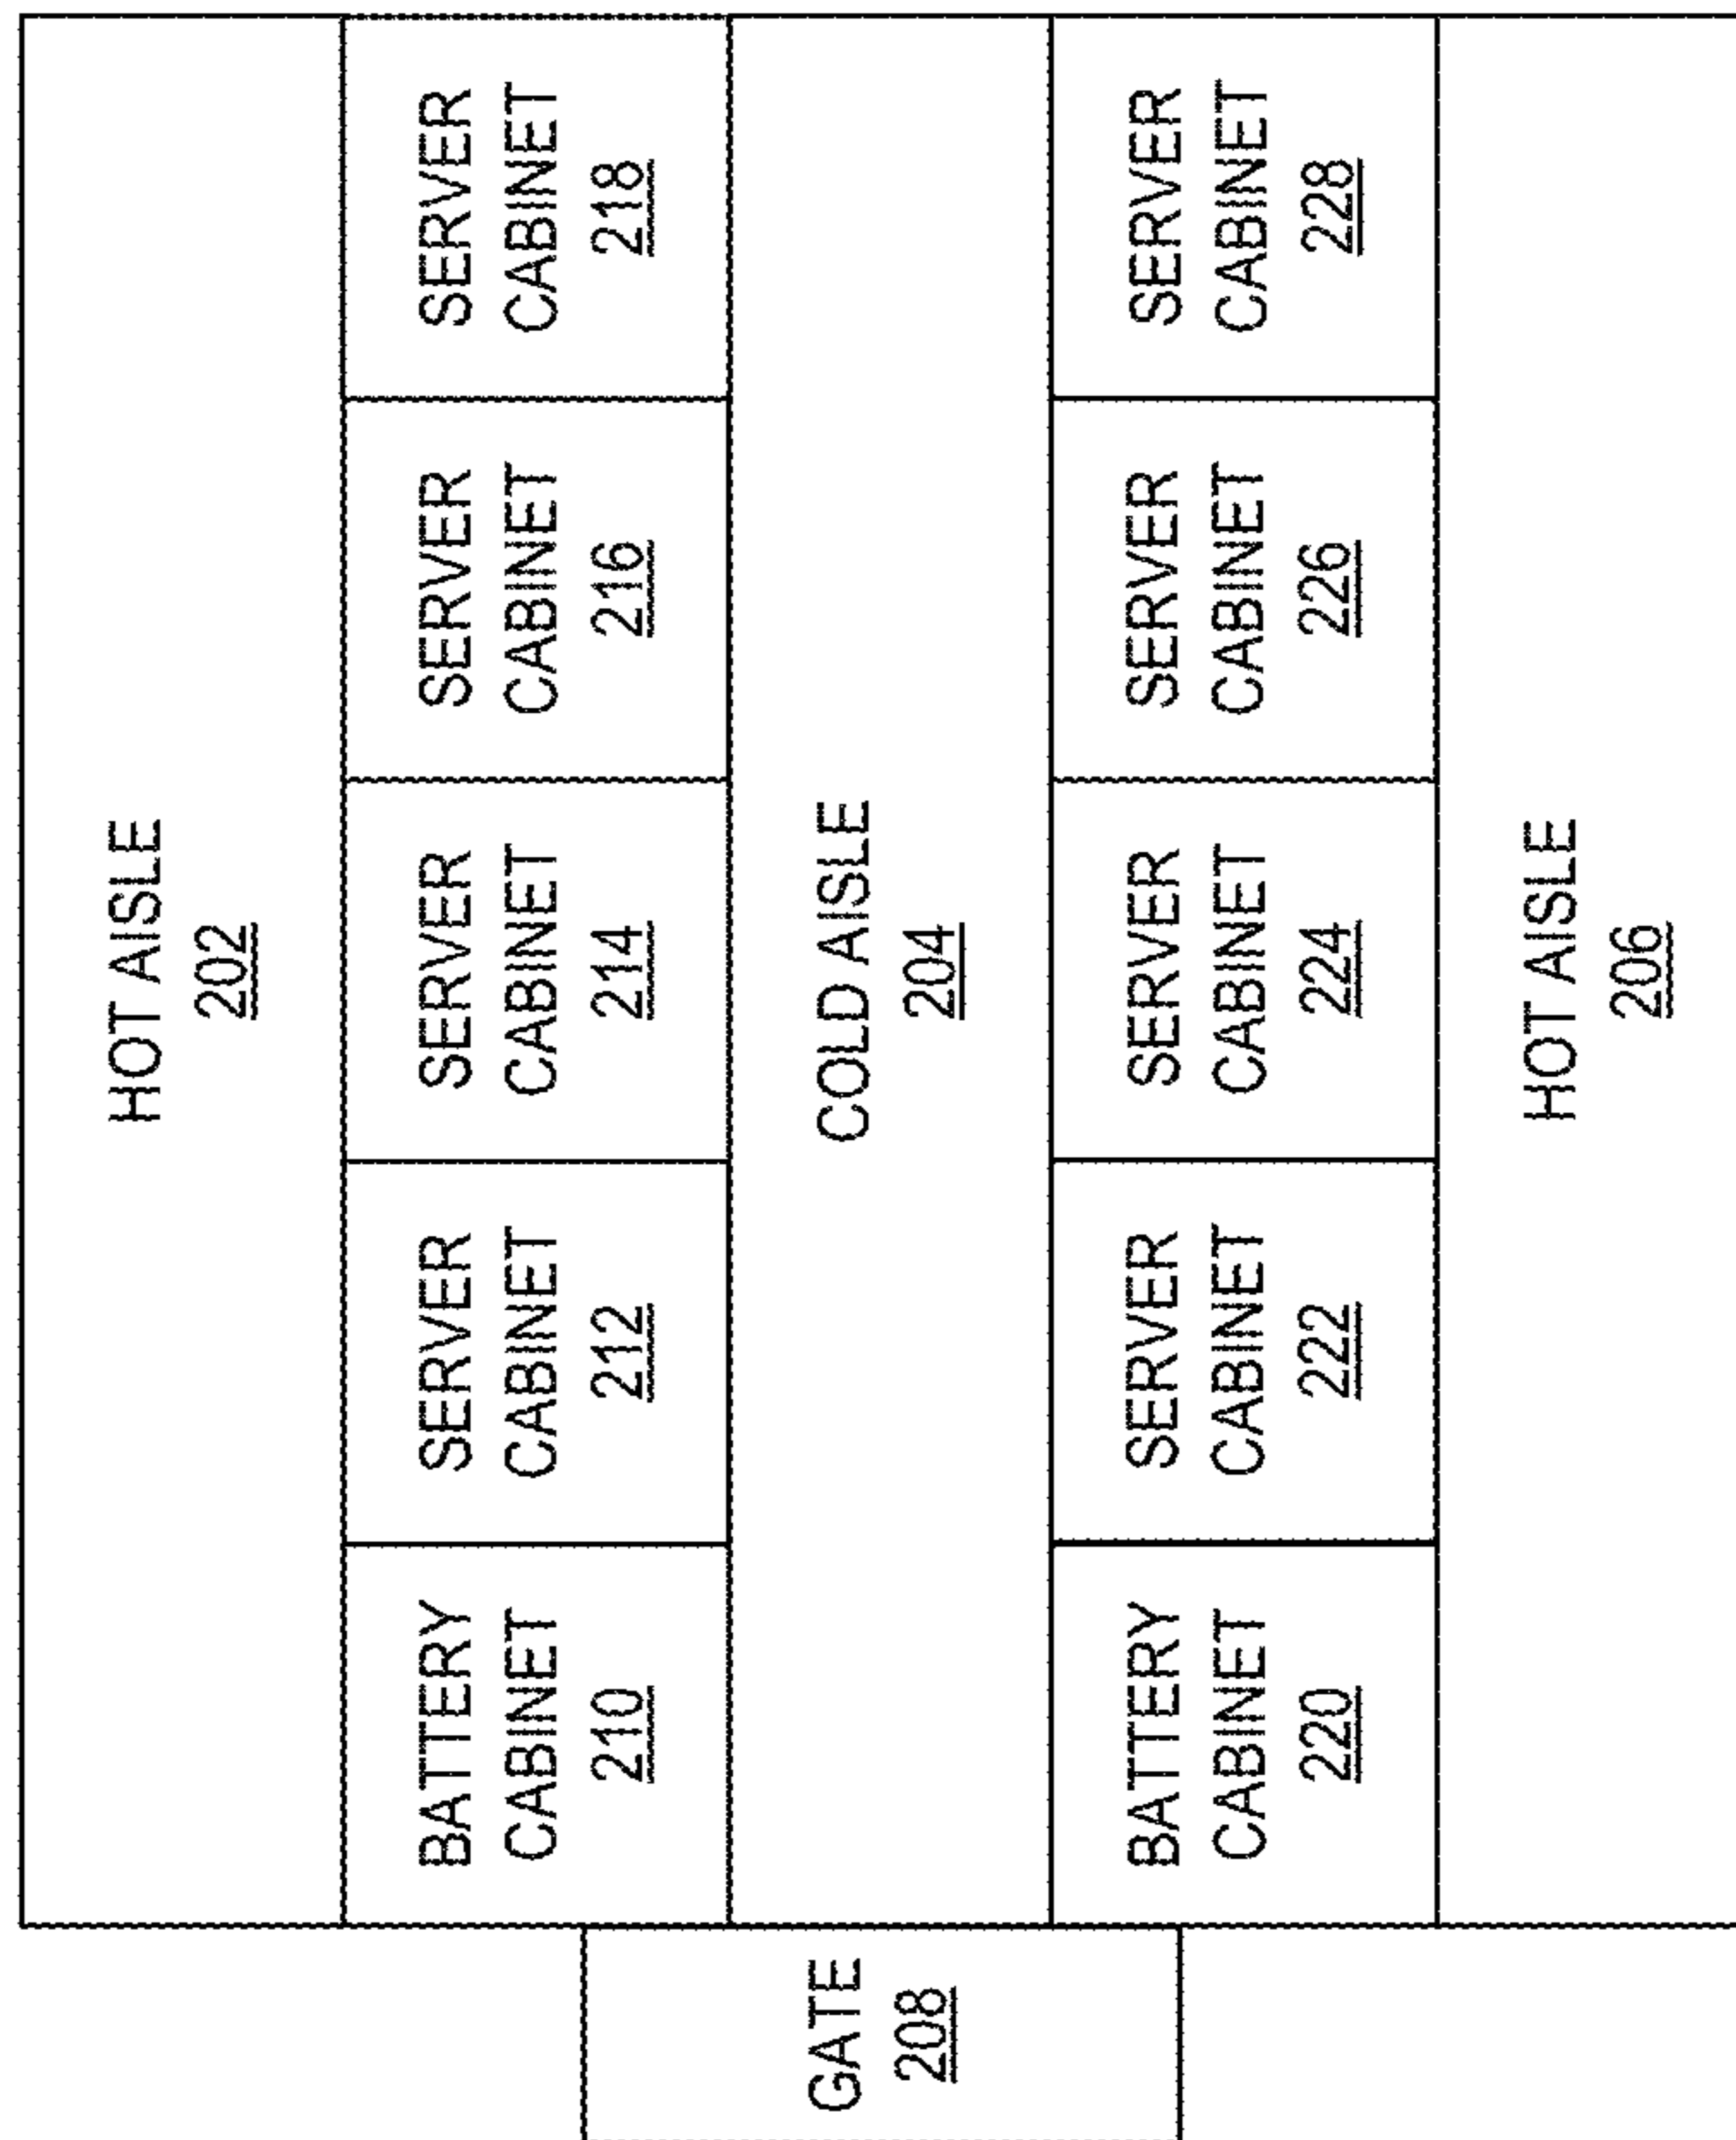 HOT AISLE
202
BATTERY
CABINET
210
SERVER
CABINET
212
SERVER
CABINET
214
SERVER
CABINET
216
SERVER
CABINET
218
GATE
208
COLD AISLE
204
BATTERY
CABINET
220
SERVER
CABINET
222
SERVER
CABINET
224
SERVER
CABINET
226
SERVER
CABINET
228
HOT AISLE
206